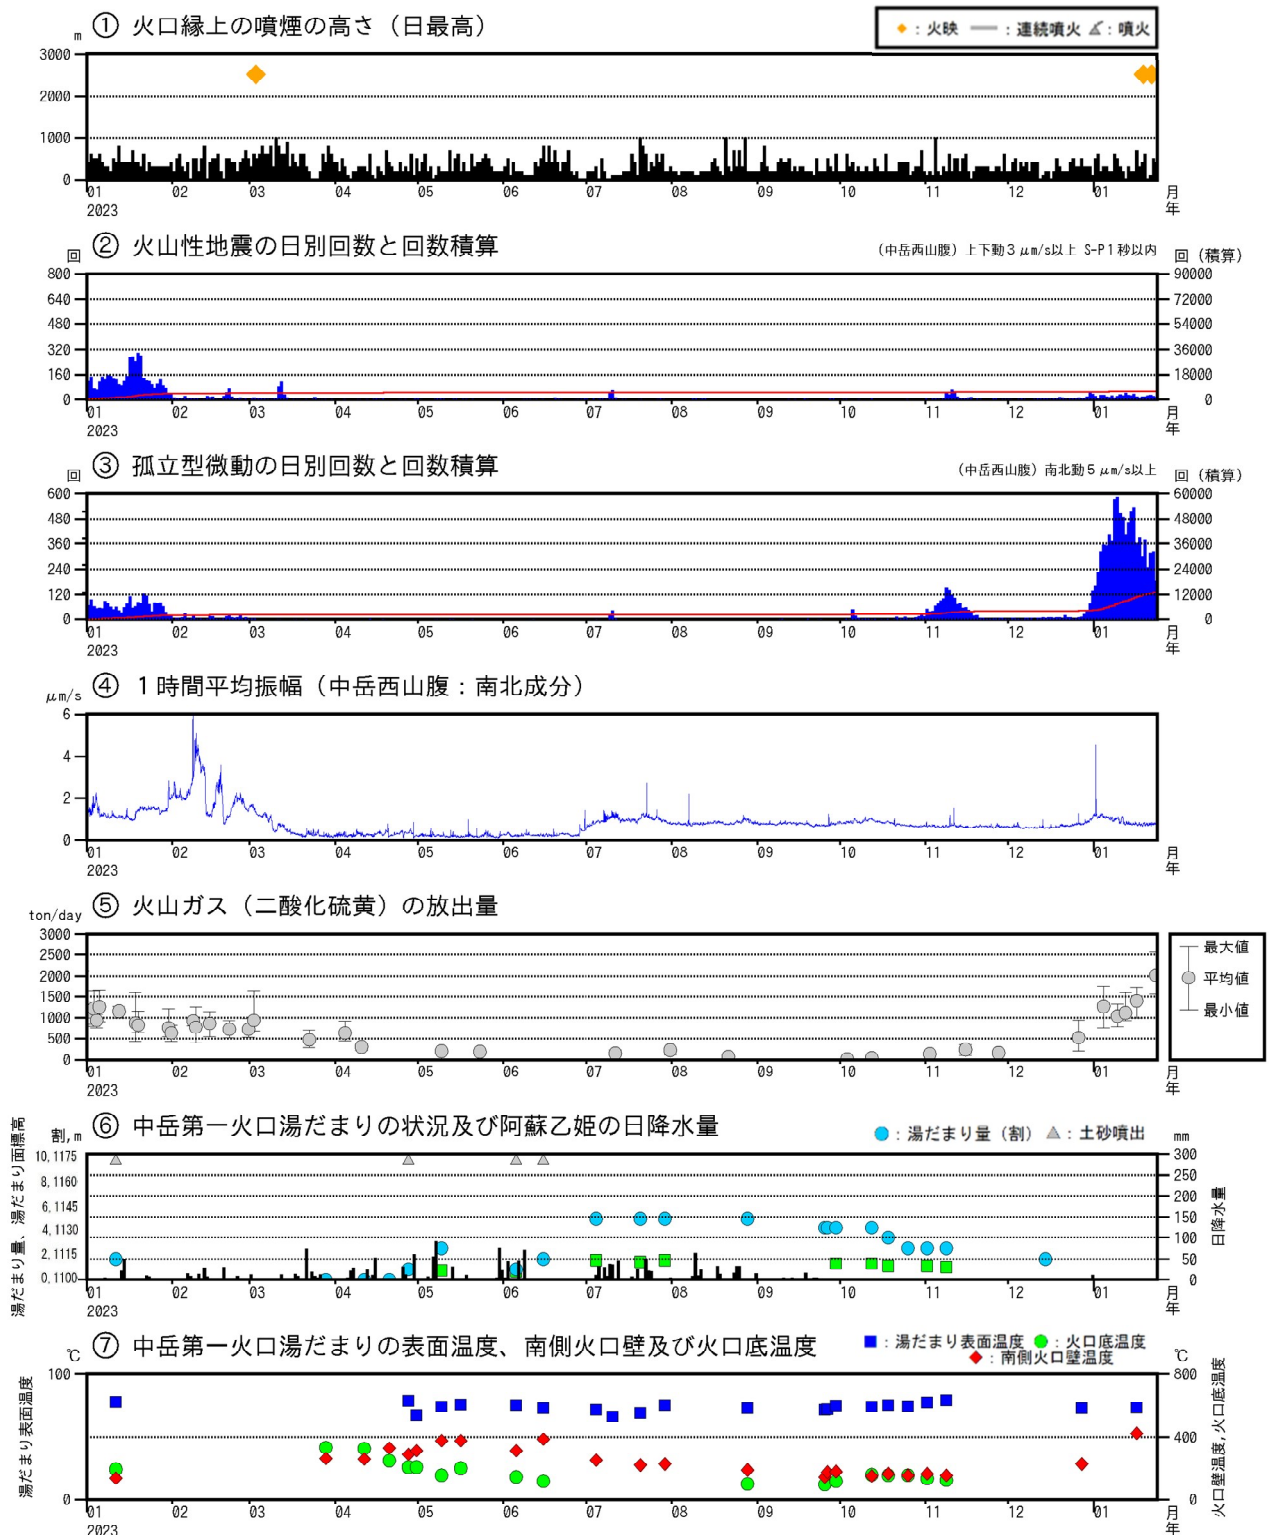 ① 火口縁上の噴煙の高さ（日最高）
◆：火映 ―：連続噴火 ：噴火
m
3000
2000
1000
0
01 02 03 04 05 06 07 08 09 10 11 12 01 月
2023 年
② 火山性地震の日別回数と回数積算
（中岳西山腹）上下動3μm/s以上 S-P1秒以内
回 回（積算）
800 90000
640 72000
480 54000
320 36000
160 18000
0 0
01 02 03 04 05 06 07 08 09 10 11 12 01 月
2023 年
③ 孤立型微動の日別回数と回数積算
（中岳西山腹）南北動5μm/s以上
回 回（積算）
600 60000
480 48000
360 36000
240 24000
120 12000
0 0
01 02 03 04 05 06 07 08 09 10 11 12 01 月
2023 年
④ 1時間平均振幅（中岳西山腹：南北成分）
μm/s
6
4
2
0
01 02 03 04 05 06 07 08 09 10 11 12 01 月
2023 年
⑤ 火山ガス（二酸化硫黄）の放出量
ton/day
3000
2500
2000
1500
1000
500
0
最大値
平均値
最小値
01 02 03 04 05 06 07 08 09 10 11 12 01 月
2023 年
⑥ 中岳第一火口湯だまりの状況及び阿蘇乙姫の日降水量
●：湯だまり量（割） ▲：土砂噴出
割,m mm
湯だまり量、湯だまり面標高
10,1175 300
250
8,1160 200
6,1145 150
4,1130 100
2,1115 50
0,1100 0
日降水量
01 02 03 04 05 06 07 08 09 10 11 12 01 月
2023 年
⑦ 中岳第一火口湯だまりの表面温度、南側火口壁及び火口底温度
■：湯だまり表面温度 ●：火口底温度
◆：南側火口壁温度
℃ ℃
湯だまり表面温度
100 800
400
0 0
火口壁温度,火口底温度
01 02 03 04 05 06 07 08 09 10 11 12 01 月
2023 年